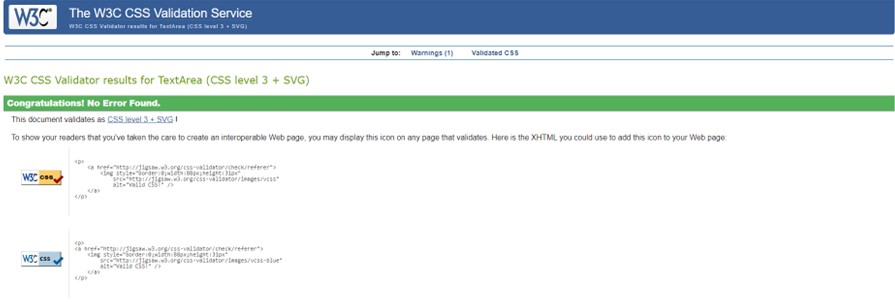 W3C® The W3C CSS Validation Service
W3C CSS Validator results for TextArea (CSS level 3 + SVG)
Jump to: Warnings (1) Validated CSS
W3C CSS Validator results for TextArea (CSS level 3 + SVG)
Congratulations! No Error Found.
This document validates as CSS level 3 + SVG !
To show your readers that you've taken the care to create an interoperable Web page, you may display this icon on any page that validates. Here is the XHTML you could use to add this icon to your Web page:
W3C css
<p>
<a href="http://jigsaw.w3.org/css-validator/check/referer">
<img style="border:0;width:88px;height:31px"
src="http://jigsaw.w3.org/css-validator/images/vcss"
alt="Valid CSS!" />
</a>
</p>
W3C css
<p>
<a href="http://jigsaw.w3.org/css-validator/check/referer">
<img style="border:0;width:88px;height:31px"
src="http://jigsaw.w3.org/css-validator/images/vcss-blue"
alt="Valid CSS!" />
</a>
</p>